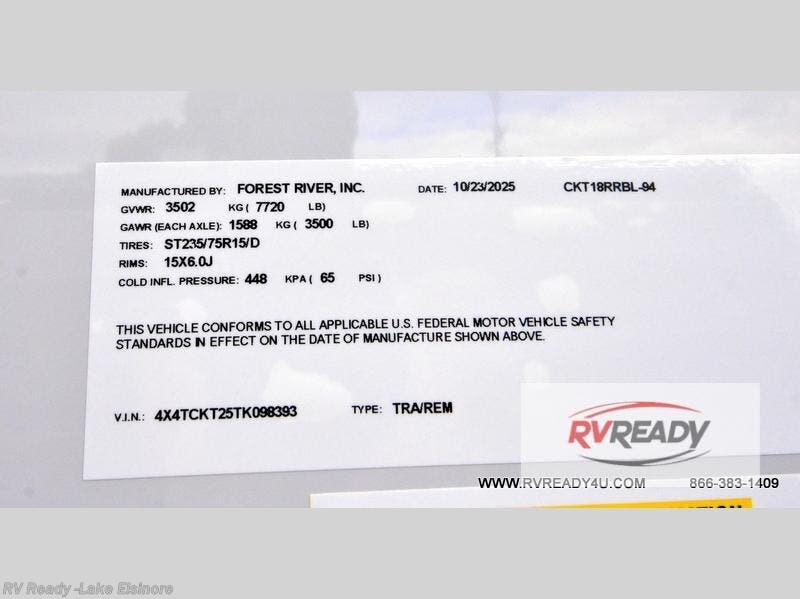 MANUFACTURED BY: FOREST RIVER, INC. DATE: 10/23/2025 CKT18RRBL-94
GVWR: 3502 KG ( 7720 LB)
GAWR (EACH AXLE): 1588 KG ( 3500 LB)
TIRES: ST235/75R15/D
RIMS: 15X6.0J
COLD INFL. PRESSURE: 448 KPA ( 65 PSI )
THIS VEHICLE CONFORMS TO ALL APPLICABLE U.S. FEDERAL MOTOR VEHICLE SAFETY
STANDARDS IN EFFECT ON THE DATE OF MANUFACTURE SHOWN ABOVE.
V.I.N.: 4X4TCKT25TK098393 TYPE: TRA/REM
RVREADY
WWW.RVREADY4U.COM 866-383-1409
RV Ready -Lake Elsinore